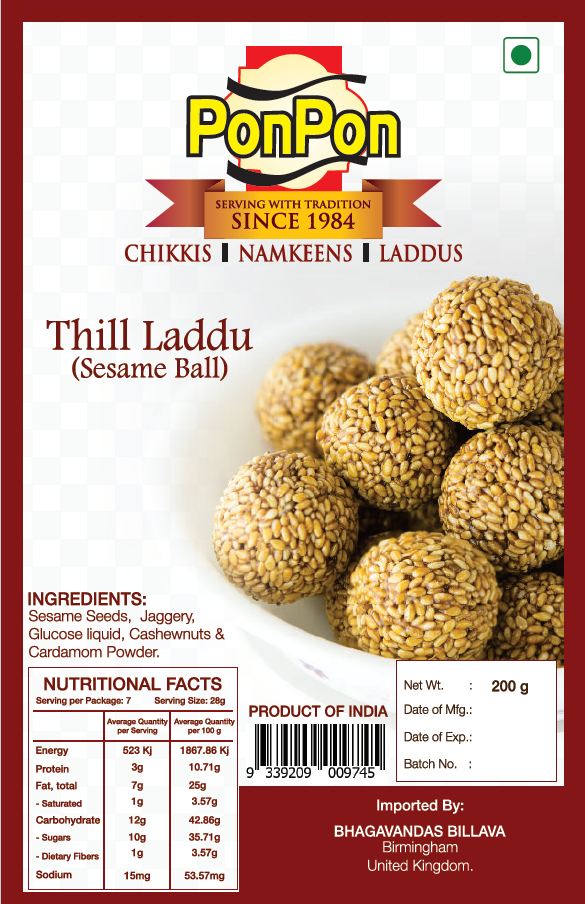 PonPon
SERVING WITH TRADITION
SINCE 1984
CHIKKIS | NAMKEENS | LADDUS
Thill Laddu
(Sesame Ball)
INGREDIENTS:
Sesame Seeds, Jaggery,
Glucose liquid, Cashewnuts &
Cardamom Powder.
NUTRITIONAL FACTS
Serving per Package: 7 Serving Size: 28g
Average Quantity per Serving Average Quantity per 100 g
Energy 523 Kj 1867.86 Kj
Protein 3g 10.71g
Fat, total 7g 25g
- Saturated 1g 3.57g
Carbohydrate 12g 42.86g
- Sugars 10g 35.71g
- Dietary Fibers 1g 3.57g
Sodium 15mg 53.57mg
PRODUCT OF INDIA
9 339209 009745
Net Wt. : 200 g
Date of Mfg.:
Date of Exp.:
Batch No. :
Imported By:
BHAGAVANDAS BILLAVA
Birmingham
United Kingdom.